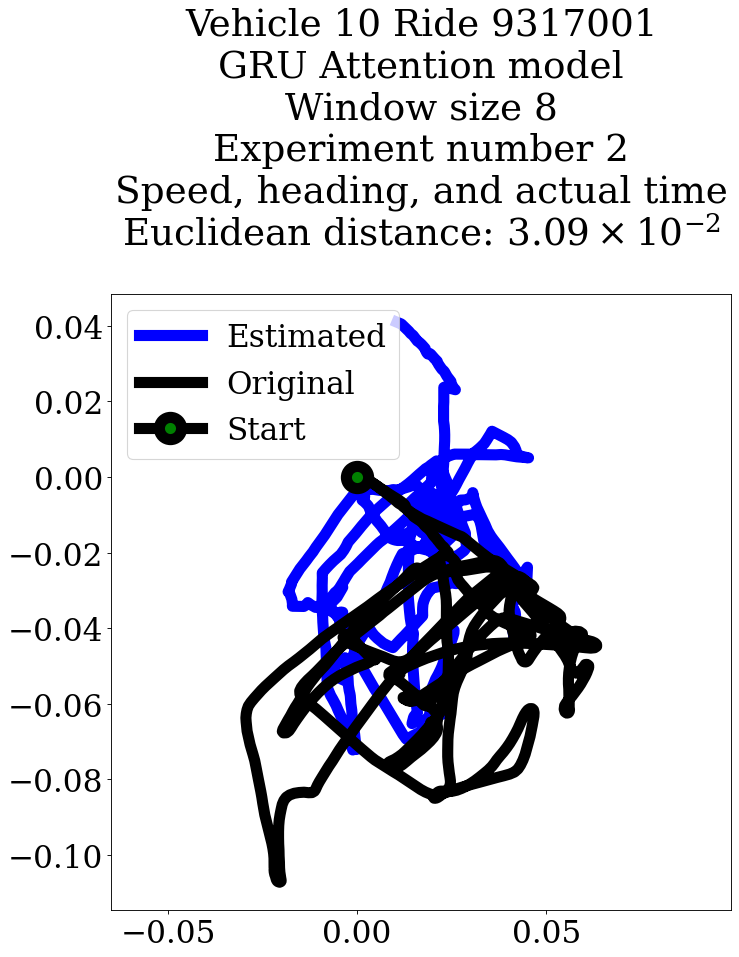 Vehicle 10 Ride 9317001
GRU Attention model
Window size 8
Experiment number 2
Speed, heading, and actual time
Euclidean distance: 3.09 × 10⁻²
Estimated
Original
Start
0.04
0.02
0.00
−0.02
−0.04
−0.06
−0.08
−0.10
−0.05 0.00 0.05